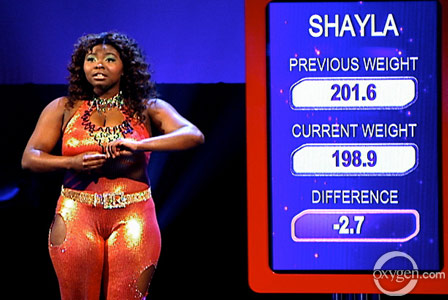 SHAYLA
PREVIOUS WEIGHT
201.6
CURRENT WEIGHT
198.9
DIFFERENCE
-2.7
oxygen.com